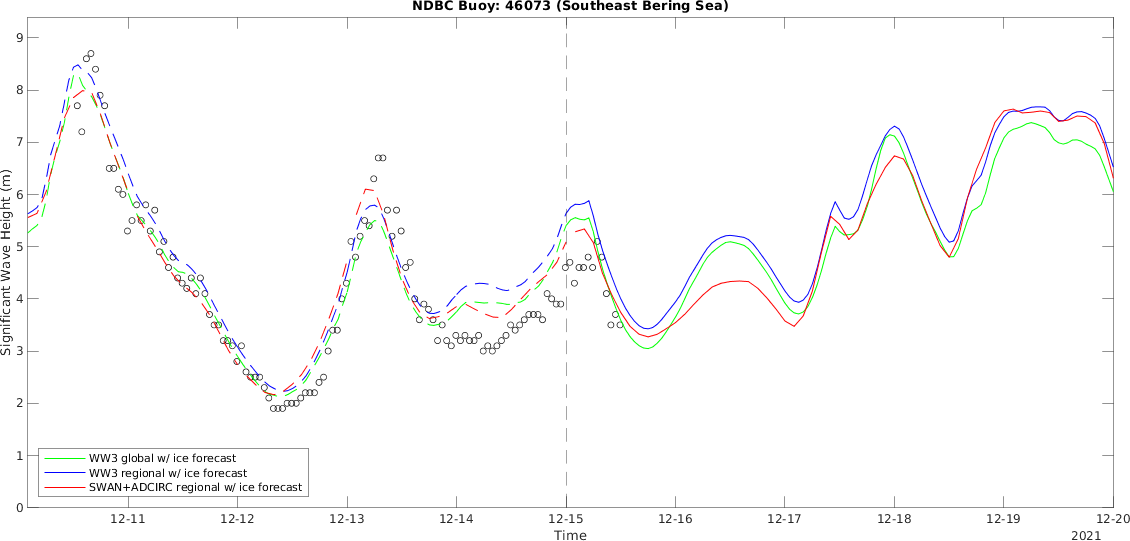 NDBC Buoy: 46073 (Southeast Bering Sea)
Significant Wave Height (m)
9
8
7
6
5
4
3
2
1
0
WW3 global w/ ice forecast
WW3 regional w/ ice forecast
SWAN+ADCIRC regional w/ ice forecast
12-11 12-12 12-13 12-14 12-15 12-16 12-17 12-18 12-19 12-20
Time
2021